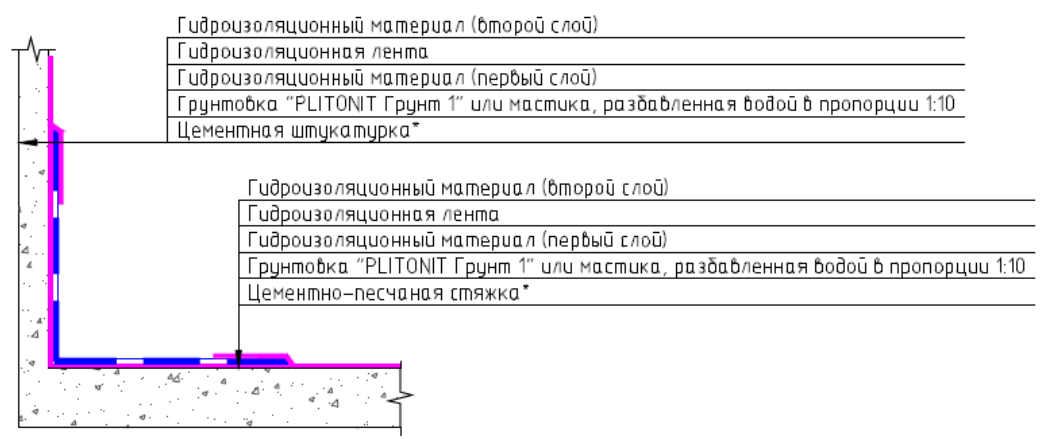 Гидроизоляционный материал (второй слой)
Гидроизоляционная лента
Гидроизоляционный материал (первый слой)
Грунтовка "PLITONIT Грунт 1" или мастика, разбавленная водой в пропорции 1:10
Цементная штукатурка*
Гидроизоляционный материал (второй слой)
Гидроизоляционная лента
Гидроизоляционный материал (первый слой)
Грунтовка "PLITONIT Грунт 1" или мастика, разбавленная водой в пропорции 1:10
Цементно-песчаная стяжка*